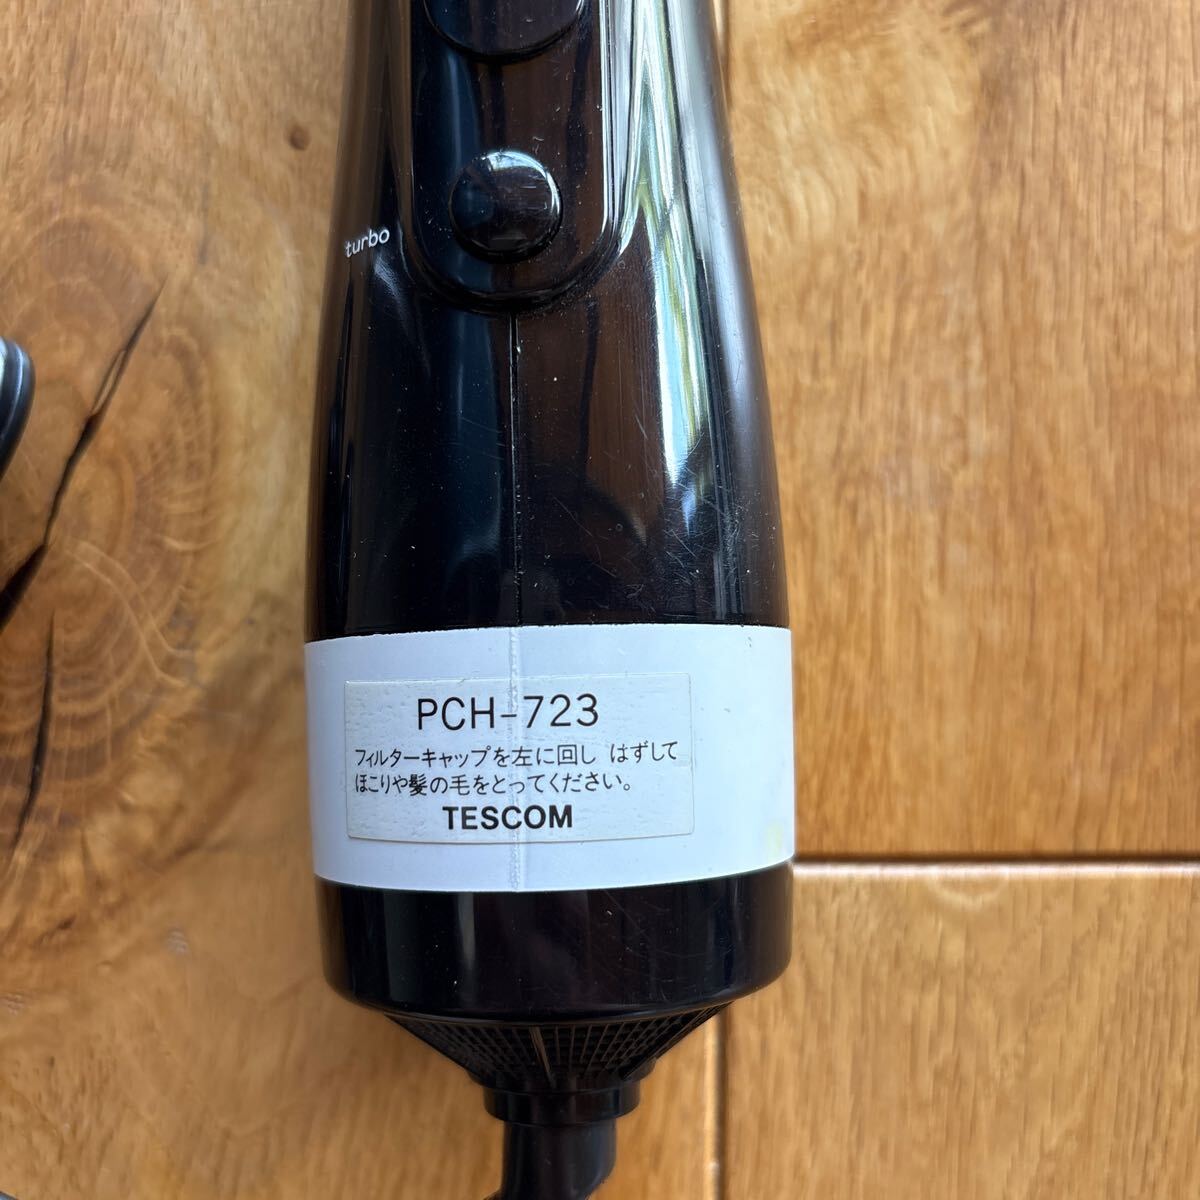 turbo
PCH-723
フィルターキャップを左に回し はずして
ほこりや髪の毛をとってください。
TESCOM